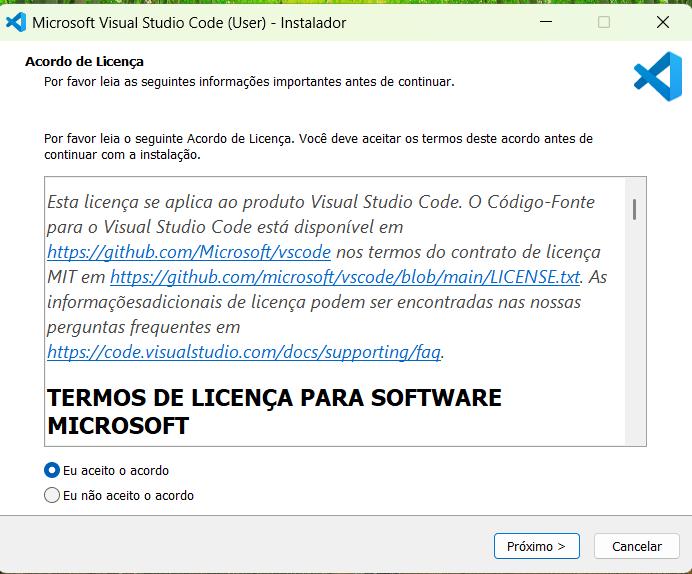 Microsoft Visual Studio Code (User) - Instalador
Acordo de Licença
Por favor leia as seguintes informações importantes antes de continuar.
Por favor leia o seguinte Acordo de Licença. Você deve aceitar os termos deste acordo antes de
continuar com a instalação.
Esta licença se aplica ao produto Visual Studio Code. O Código-Fonte
para o Visual Studio Code está disponível em
https://github.com/Microsoft/vscode nos termos do contrato de licença
MIT em https://github.com/microsoft/vscode/blob/main/LICENSE.txt. As
informaçõesadicionais de licença podem ser encontradas nas nossas
perguntas frequentes em
https://code.visualstudio.com/docs/supporting/faq.
TERMOS DE LICENÇA PARA SOFTWARE
MICROSOFT
Eu aceito o acordo
Eu não aceito o acordo
Próximo >
Cancelar